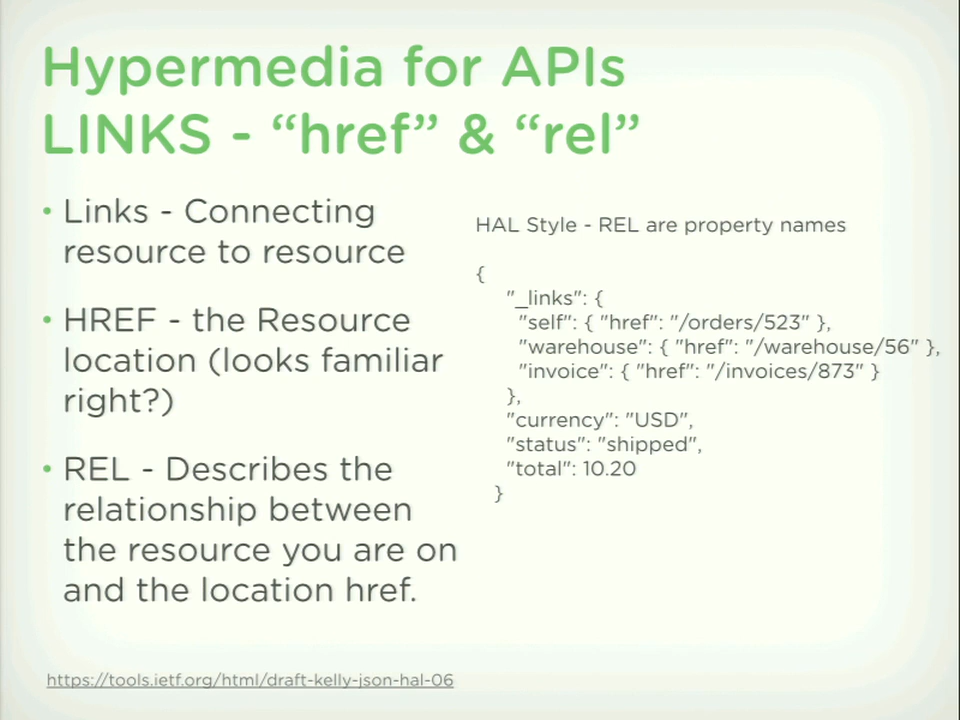 Hypermedia for APIs
LINKS - “href” & “rel”
• Links - Connecting
resource to resource
• HREF - the Resource
location (looks familiar
right?)
• REL - Describes the
relationship between
the resource you are on
and the location href.
HAL Style - REL are property names
{
"_links": {
"self": { "href": "/orders/523" },
"warehouse": { "href": "/warehouse/56" },
"invoice": { "href": "/invoices/873" }
},
"currency": "USD",
"status": "shipped",
"total": 10.20
}
https://tools.ietf.org/html/draft-kelly-json-hal-06